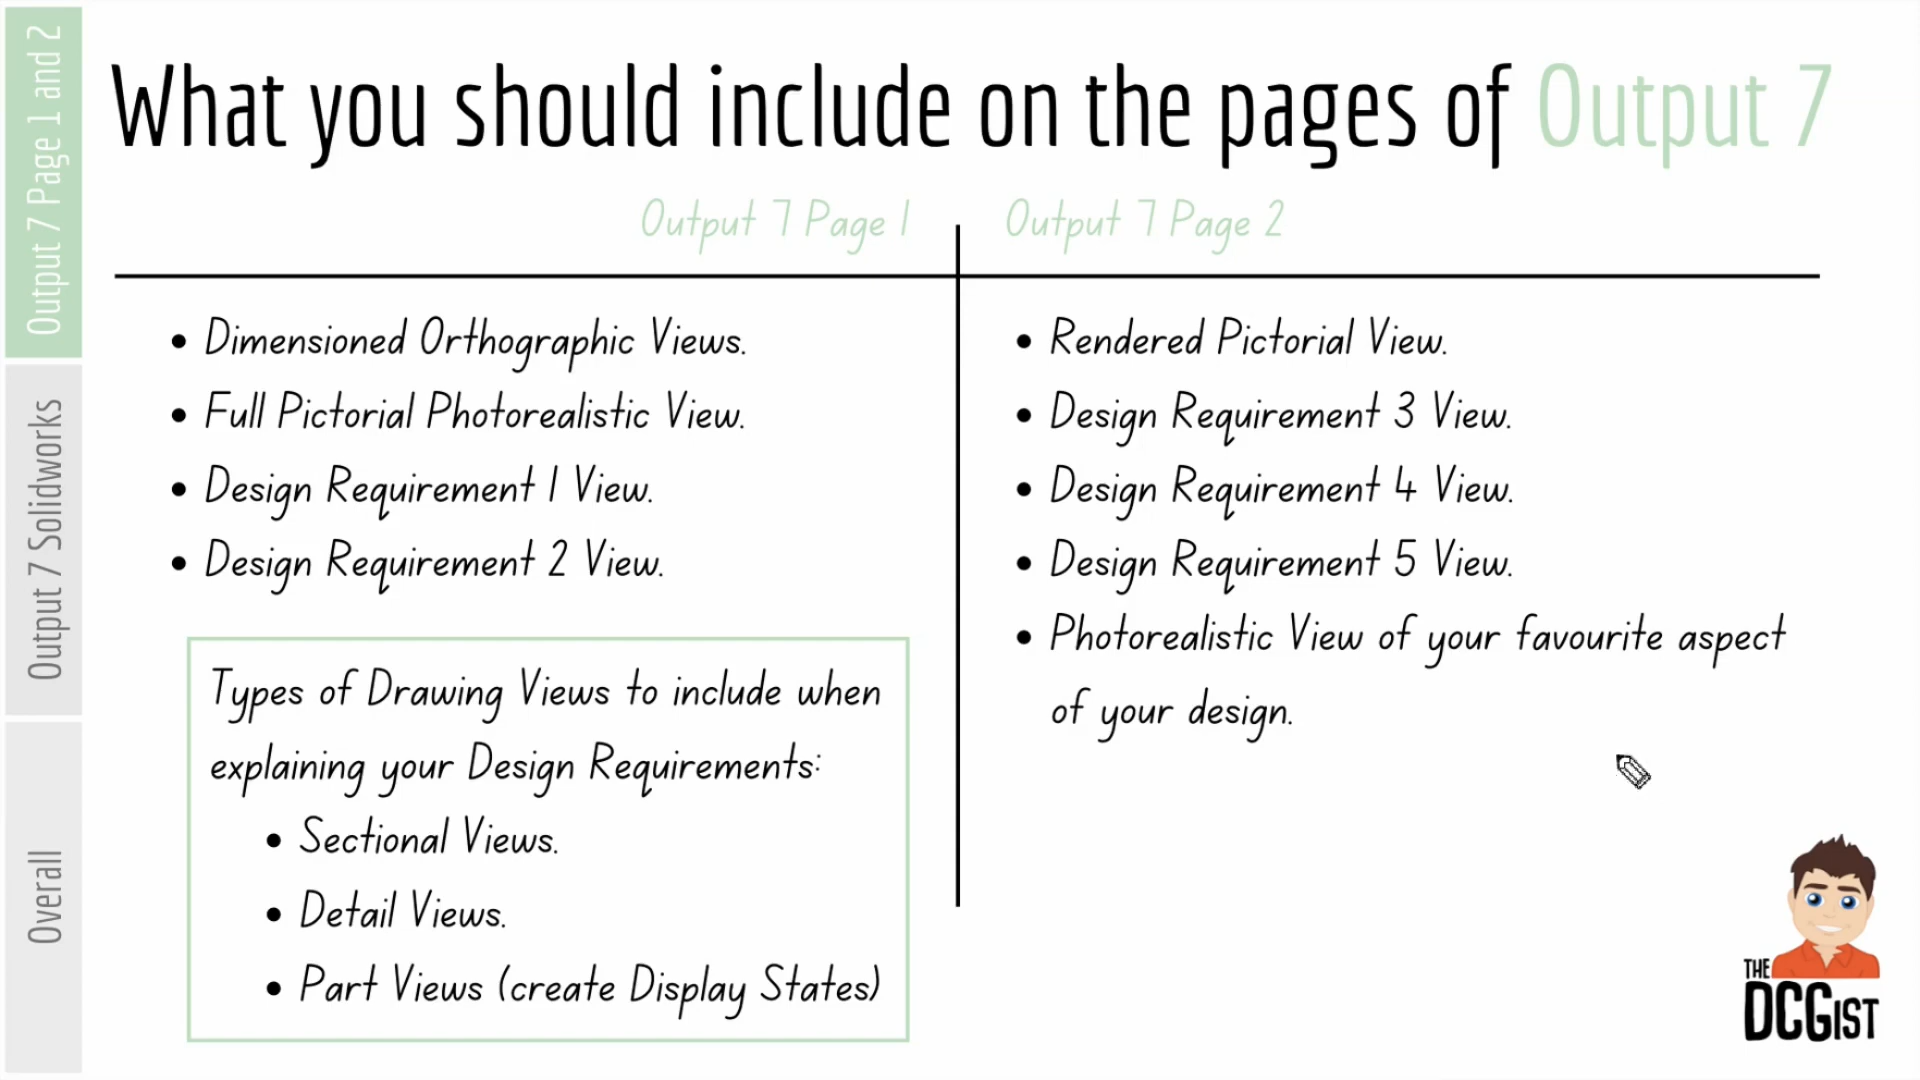 Output 7 Page 1 and 2
Output 7 Solidworks
Overall
What you should include on the pages of Output 7
Output 7 Page 1
• Dimensioned Orthographic Views.
• Full Pictorial Photorealistic View.
• Design Requirement 1 View.
• Design Requirement 2 View.
Types of Drawing Views to include when
explaining your Design Requirements:
• Sectional Views.
• Detail Views.
• Part Views (create Display States)
Output 7 Page 2
• Rendered Pictorial View.
• Design Requirement 3 View.
• Design Requirement 4 View.
• Design Requirement 5 View.
• Photorealistic View of your favourite aspect
of your design.
THE
DCGIST